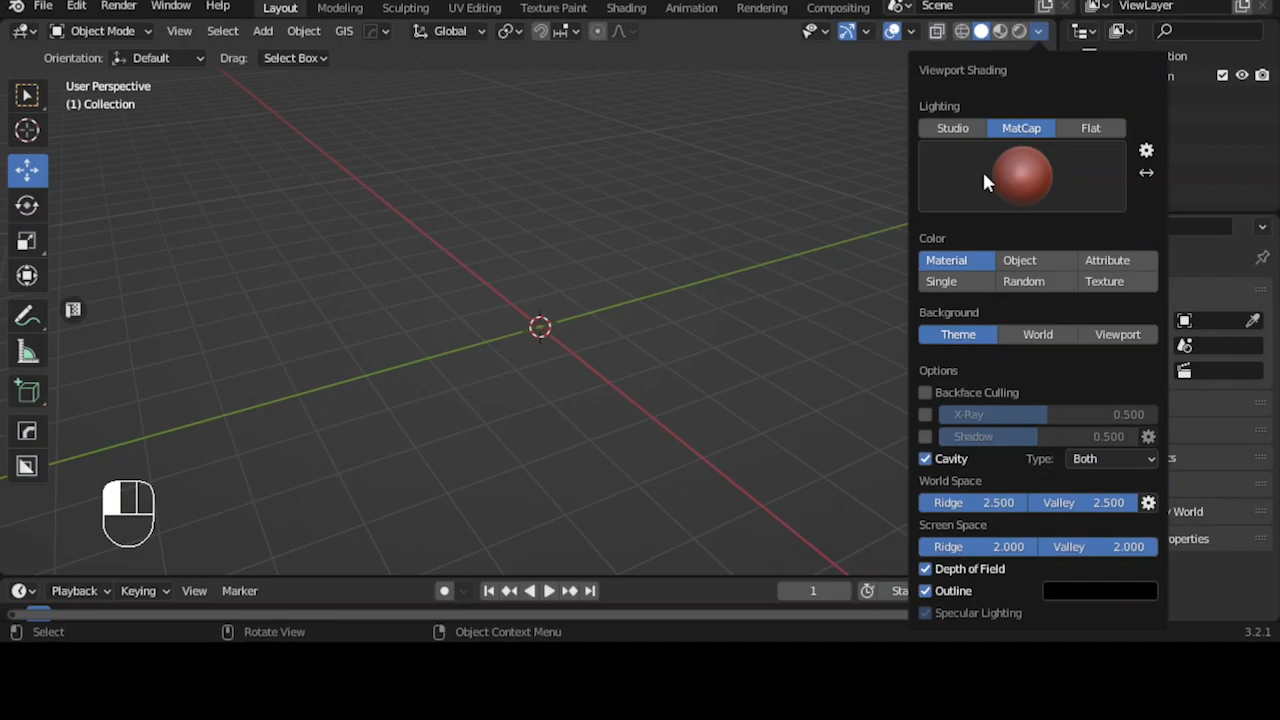 File Edit Render Window Help Layout Modeling Sculpting UV Editing Texture Paint Shading Animation Rendering Compositing Scene ViewLayer
Object Mode View Select Add Object GIS Global
Orientation: Default Drag: Select Box
User Perspective
(1) Collection
Viewport Shading
Lighting
Studio MatCap Flat
Color
Material Object Attribute
Single Random Texture
Background
Theme World Viewport
Options
Backface Culling
X-Ray 0.500
Shadow 0.500
Cavity Type: Both
World Space
Ridge 2.500 Valley 2.500
Screen Space
Ridge 2.000 Valley 2.000
Depth of Field
Outline
Specular Lighting
Playback Keying View Marker 1 Sta
Select Rotate View Object Context Menu 3.2.1